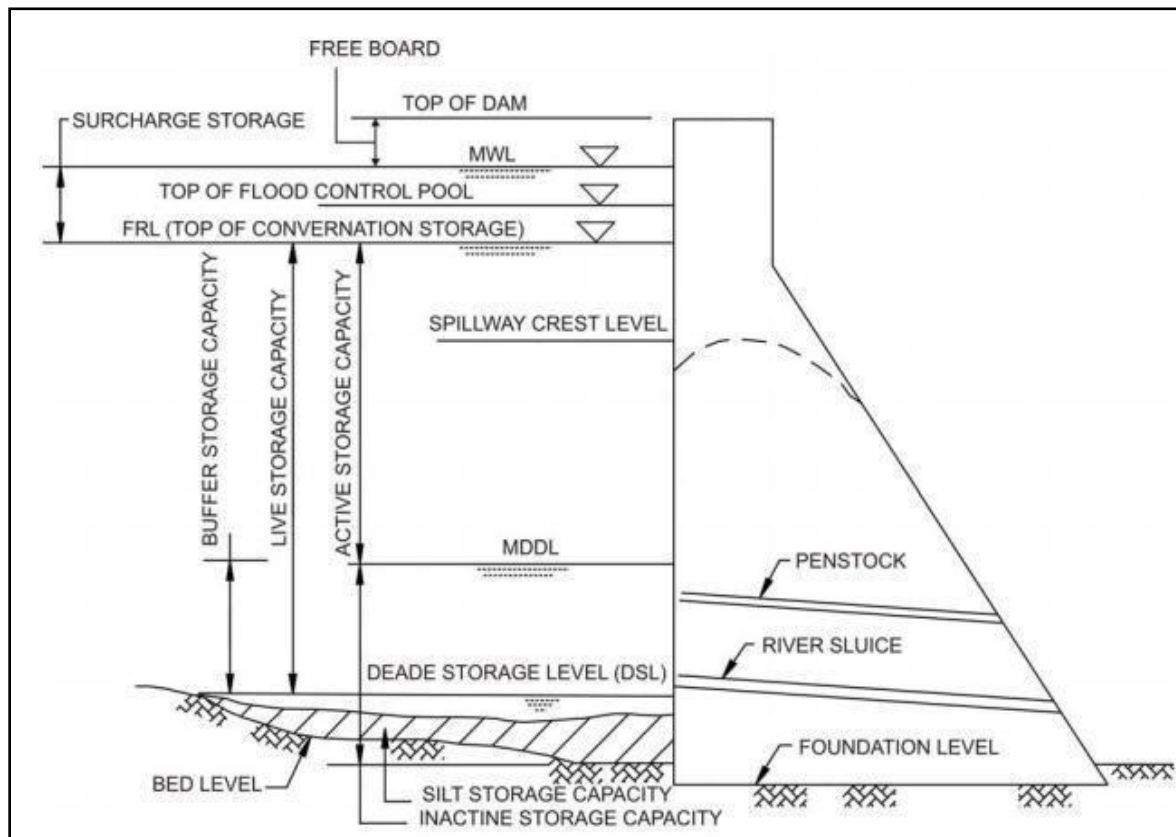 FREE BOARD
TOP OF DAM
SURCHARGE STORAGE
MWL
TOP OF FLOOD CONTROL POOL
FRL (TOP OF CONVERNATION STORAGE)
BUFFER STORAGE CAPACITY
LIVE STORAGE CAPACITY
ACTIVE STORAGE CAPACITY
SPILLWAY CREST LEVEL
MDDL
PENSTOCK
RIVER SLUICE
DEADE STORAGE LEVEL (DSL)
FOUNDATION LEVEL
BED LEVEL
SILT STORAGE CAPACITY
INACTINE STORAGE CAPACITY